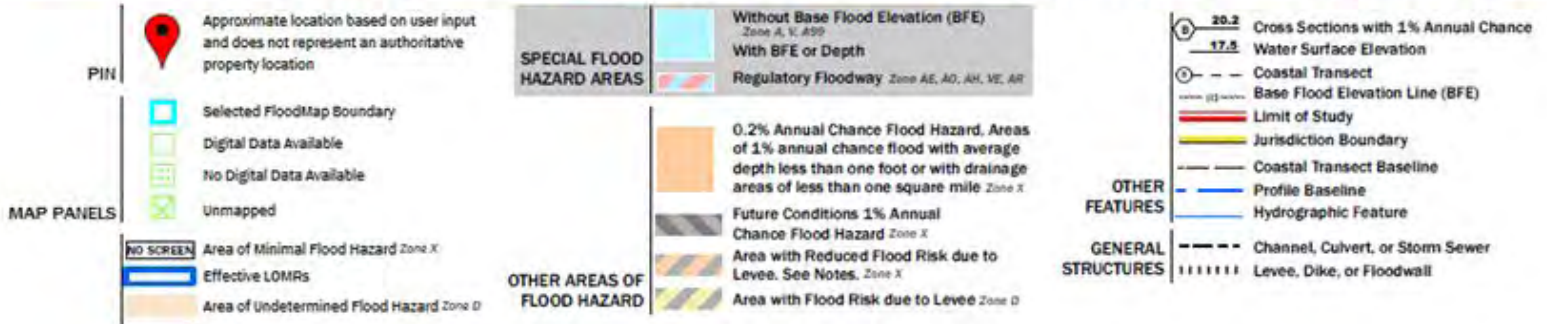 PIN
Approximate location based on user input
and does not represent an authoritative
property location
MAP PANELS
Selected FloodMap Boundary
Digital Data Available
No Digital Data Available
Unmapped
NO SCREEN Area of Minimal Flood Hazard Zone X
Effective LOMRs
Area of Undetermined Flood Hazard Zone D
SPECIAL FLOOD
HAZARD AREAS
Without Base Flood Elevation (BFE)
Zone A, V, A99
With BFE or Depth
Regulatory Floodway Zone AE, AO, AH, VE, AR
OTHER AREAS OF
FLOOD HAZARD
0.2% Annual Chance Flood Hazard, Areas
of 1% annual chance flood with average
depth less than one foot or with drainage
areas of less than one square mile Zone X
Future Conditions 1% Annual
Chance Flood Hazard Zone X
Area with Reduced Flood Risk due to
Levee. See Notes. Zone X
Area with Flood Risk due to Levee Zone D
OTHER
FEATURES
B 20.2 Cross Sections with 1% Annual Chance
17.5 Water Surface Elevation
Coastal Transect
Base Flood Elevation Line (BFE)
Limit of Study
Jurisdiction Boundary
Coastal Transect Baseline
Profile Baseline
Hydrographic Feature
GENERAL
STRUCTURES
Channel, Culvert, or Storm Sewer
Levee, Dike, or Floodwall